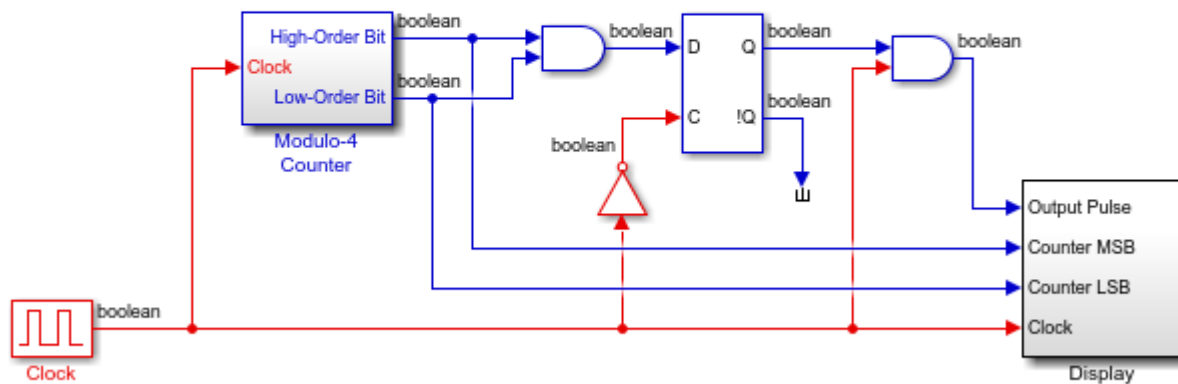 boolean
boolean
boolean
boolean
boolean
High-Order Bit
D
Q
Clock
boolean
boolean
Low-Order Bit
C
!Q
Modulo-4
Counter
boolean
Output Pulse
Counter MSB
Counter LSB
boolean
Clock
Clock
Display